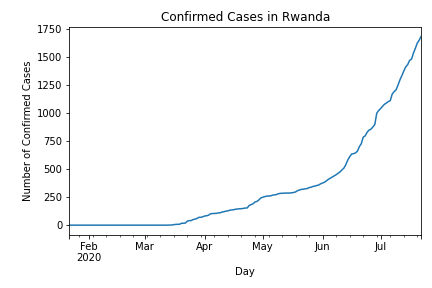 Confirmed Cases in Rwanda
Number of Confirmed Cases
1750
1500
1250
1000
750
500
250
0
Feb Mar Apr May Jun Jul
2020
Day